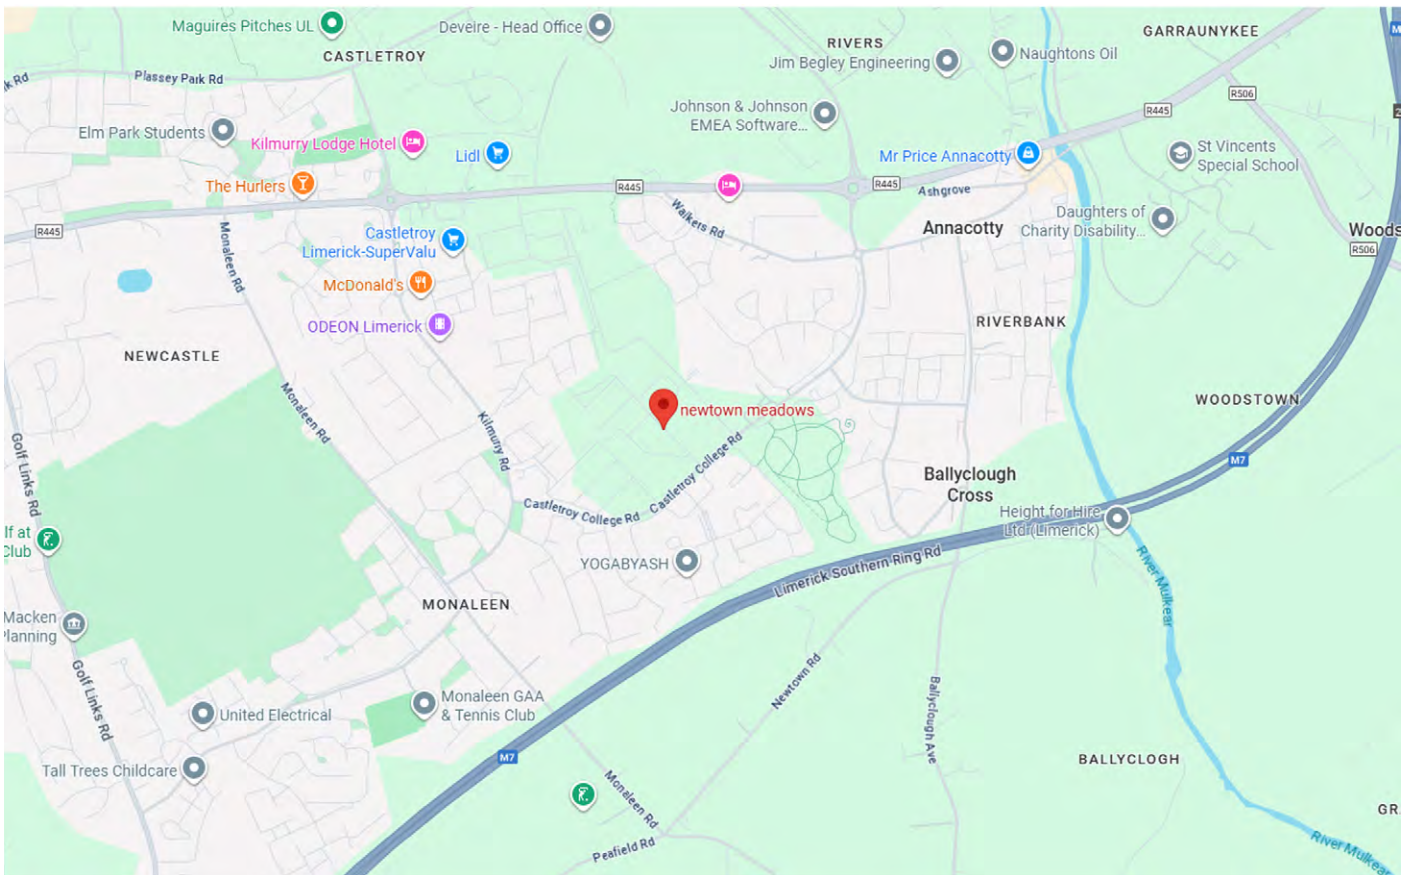 Maguires Pitches UL
Deveire - Head Office
RIVERS
GARRAUNYKEE
CASTLETROY
Jim Begley Engineering
Naughtons Oil
Plassey Park Rd
k Rd
R506
Johnson & Johnson
EMEA Software...
R445
Elm Park Students
Kilmurry Lodge Hotel
Lidl
Mr Price Annacotty
St Vincents
Special School
The Hurlers
R445
R445
Ashgrove
Walkers Rd
Daughters of
Charity Disability...
R445
Castletroy
Limerick-SuperValu
Annacotty
Woods
R506
Monaleen Rd
McDonald's
ODEON Limerick
RIVERBANK
NEWCASTLE
WOODSTOWN
Monaleen Rd
newtown meadows
Kilmurry Rd
Golf Links Rd
Castletroy College Rd
M7
Ballyclough
Cross
Castletroy College Rd
Height for Hire
Ltd (Limerick)
lf at
Club
YOGABYASH
Limerick Southern Ring Rd
River Mulkear
MONALEEN
Macken
Planning
Golf Links Rd
Newtown Rd
Ballyclough Ave
Monaleen GAA
& Tennis Club
United Electrical
M7
BALLYCLOGH
Tall Trees Childcare
Monaleen Rd
GR
Peafield Rd
River Mulkear